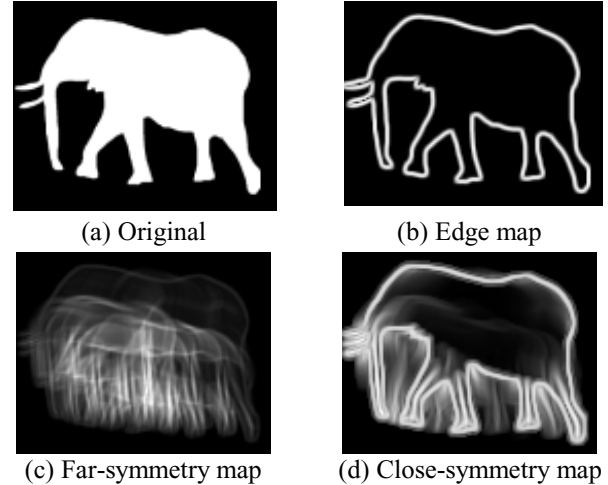 (a) Original
(b) Edge map
(c) Far-symmetry map
(d) Close-symmetry map